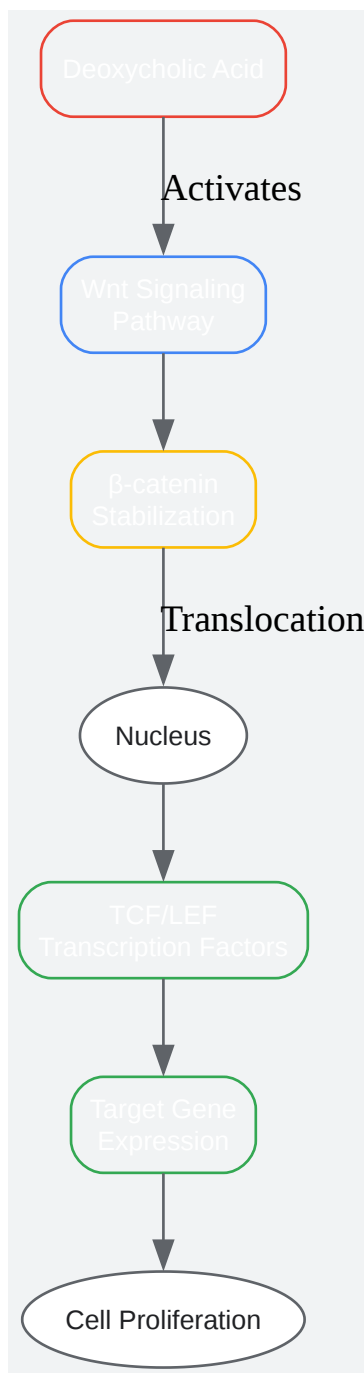 Deoxycholic Acid
Activates
Wnt Signaling
Pathway
β-catenin
Stabilization
Translocation
Nucleus
TCF/LEF
Transcription Factors
Target Gene
Expression
Cell Proliferation